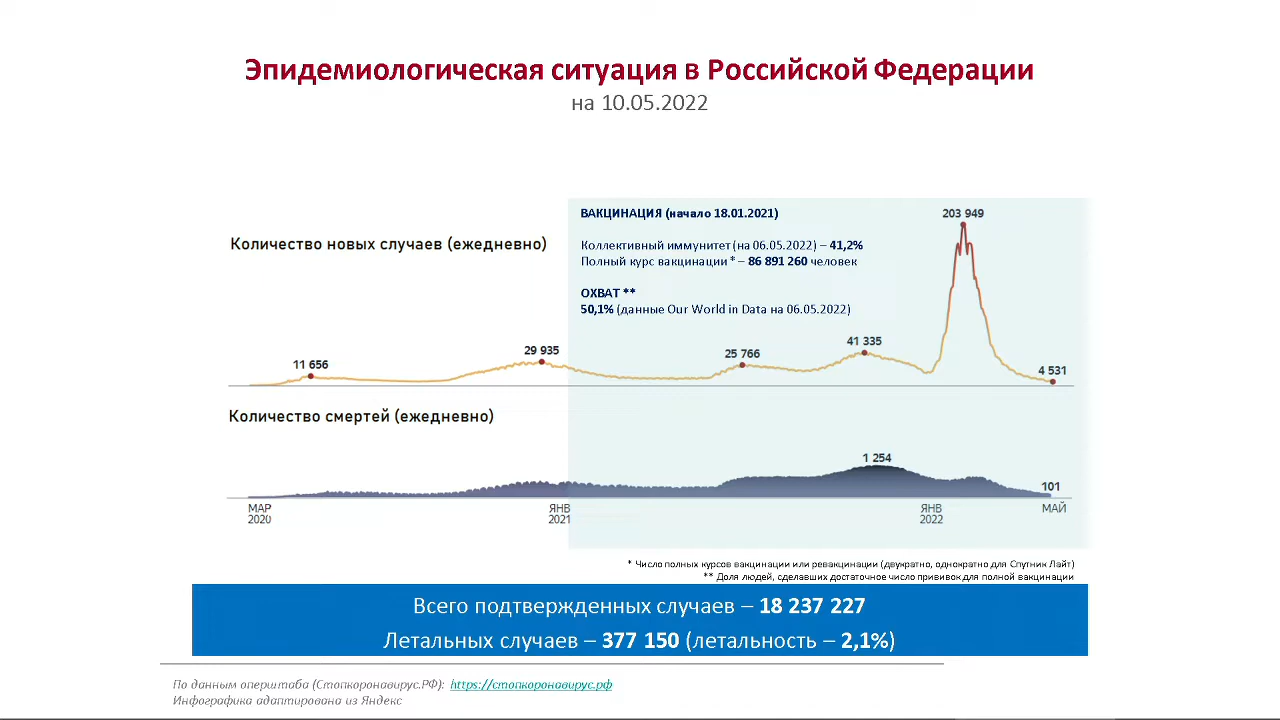 Эпидемиологическая ситуация в Российской Федерации
на 10.05.2022
ВАКЦИНАЦИЯ (начало 18.01.2021)
203 949
Количество новых случаев (ежедневно)
Коллективный иммунитет (на 06.05.2022) – 41,2%
Полный курс вакцинации * – 86 891 260 человек
ОХВАТ **
50,1% (данные Our World in Data на 06.05.2022)
11 656
29 935
25 766
41 335
4 531
Количество смертей (ежедневно)
1 254
101
МАР
2020
ЯНВ
2021
ЯНВ
2022
МАЙ
* Число полных курсов вакцинации или ревакцинации (двукратно, однократно для Спутник Лайт)
** Доля людей, сделавших достаточное число прививок для полной вакцинации
Всего подтвержденных случаев – 18 237 227
Летальных случаев – 377 150 (летальность – 2,1%)
По данным оперштаба (Стопкоронавирус.РФ): https://стопкоронавирус.рф
Инфографика адаптирована из Яндекс